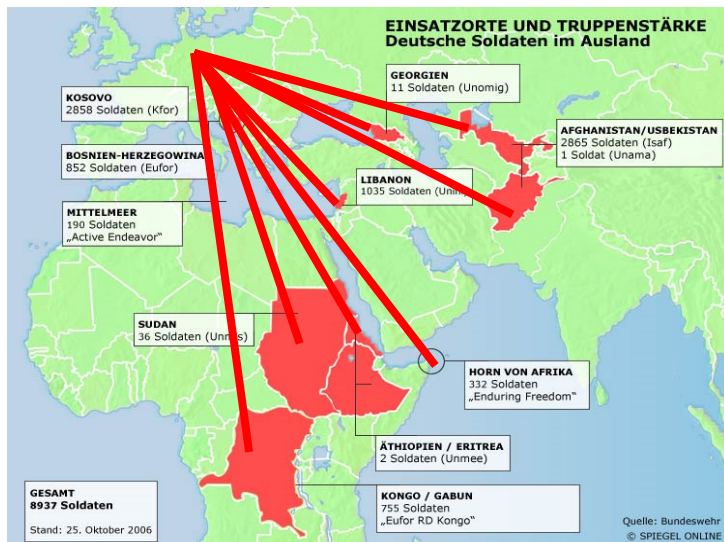 EINSATZORTE UND TRUPPENSTÄRKE
Deutsche Soldaten im Ausland
GEORGIEN
11 Soldaten (Unomig)
KOSOVO
2858 Soldaten (Kfor)
AFGHANISTAN/USBEKISTAN
2865 Soldaten (Isaf)
1 Soldat (Unama)
BOSNIEN-HERZEGOWINA
852 Soldaten (Eufor)
LIBANON
1035 Soldaten
MITTELMEER
190 Soldaten
„Active Endeavor“
SUDAN
36 Soldaten
HORN VON AFRIKA
332 Soldaten
„Enduring Freedom“
ÄTHIOPIEN / ERITREA
2 Soldaten (Unmee)
KONGO / GABUN
755 Soldaten
„Eufor RD Kongo“
GESAMT
8937 Soldaten
Stand: 25. Oktober 2006
Quelle: Bundeswehr
© SPIEGEL ONLINE